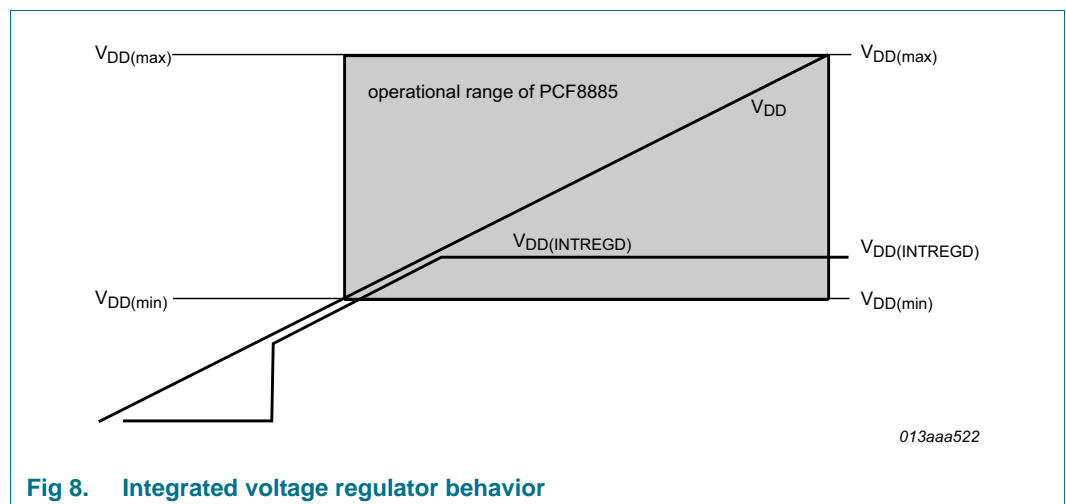 VDD(max) VDD(max)
operational range of PCF8885
VDD
VDD(INTREGD) VDD(INTREGD)
VDD(min) VDD(min)
013aaa522
Fig 8. Integrated voltage regulator behavior